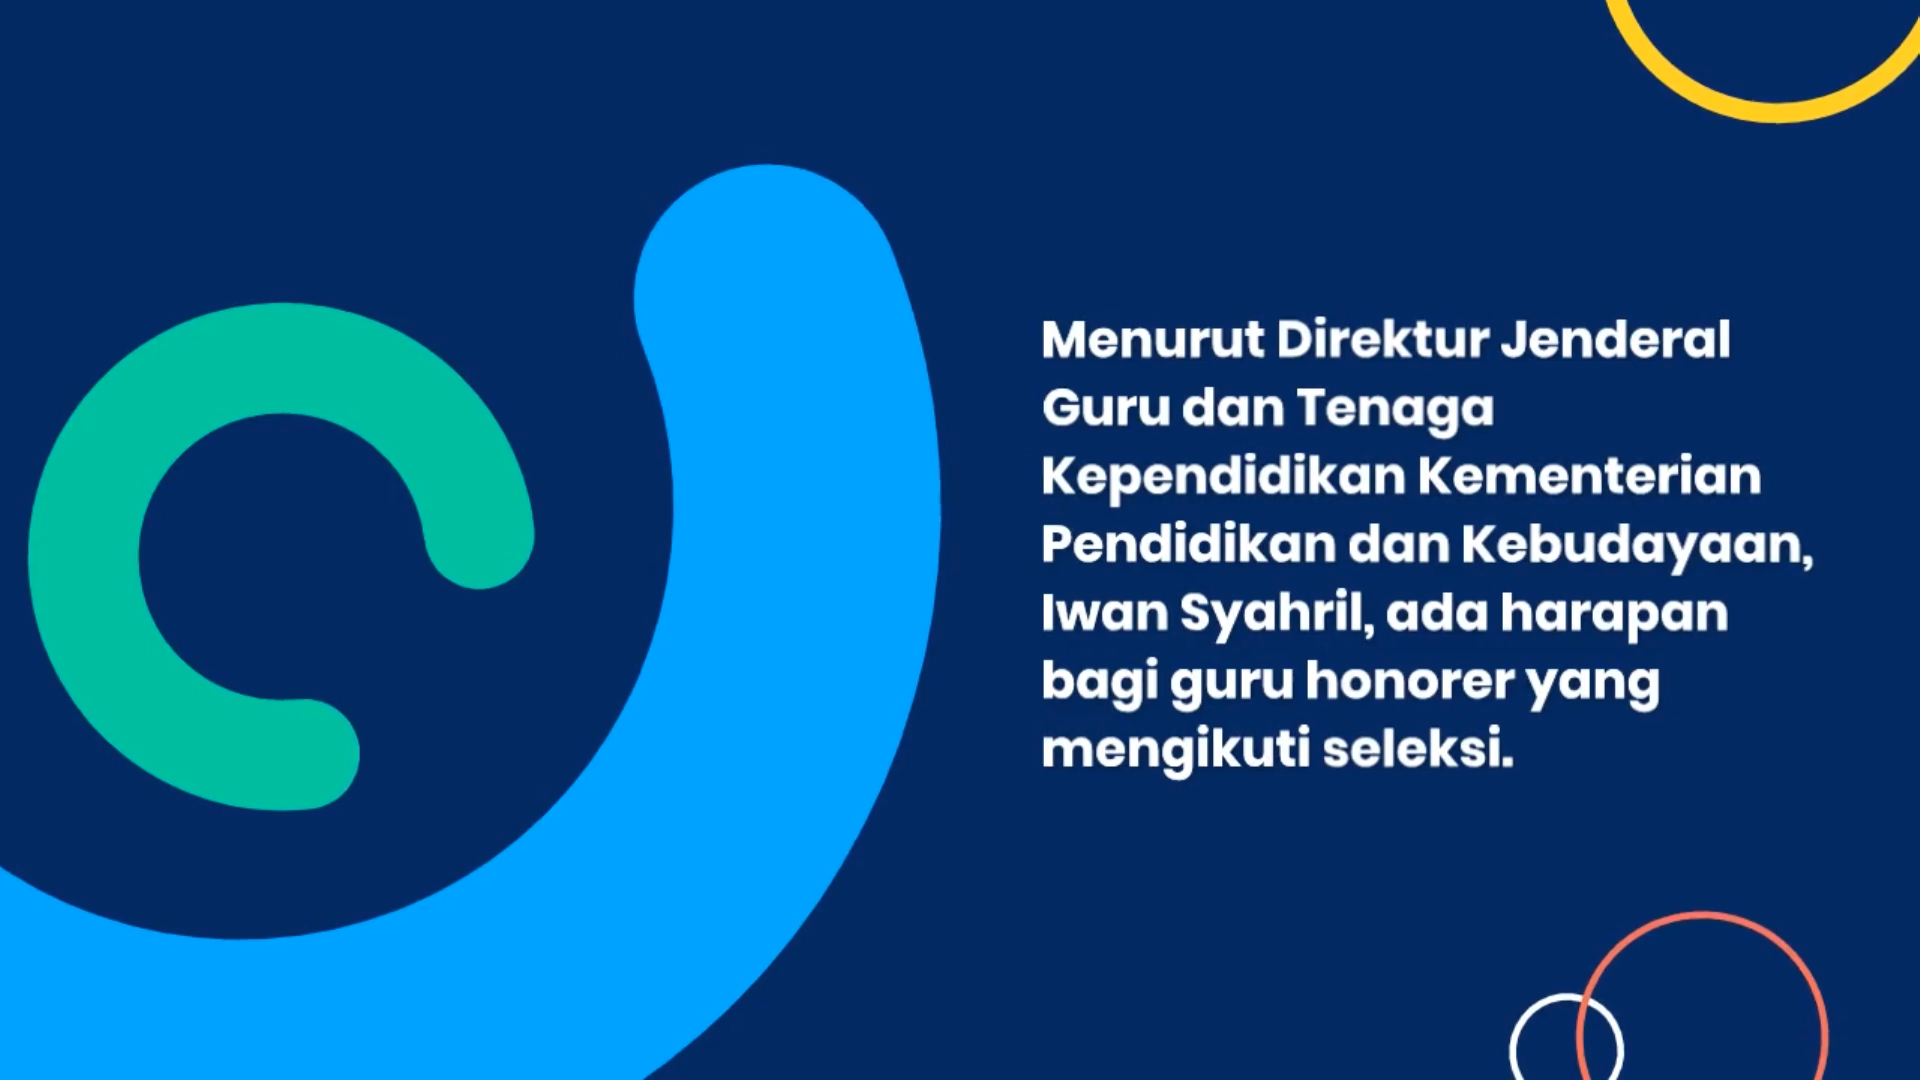 Menurut Direktur Jenderal
Guru dan Tenaga
Kependidikan Kementerian
Pendidikan dan Kebudayaan,
Iwan Syahril, ada harapan
bagi guru honorer yang
mengikuti seleksi.